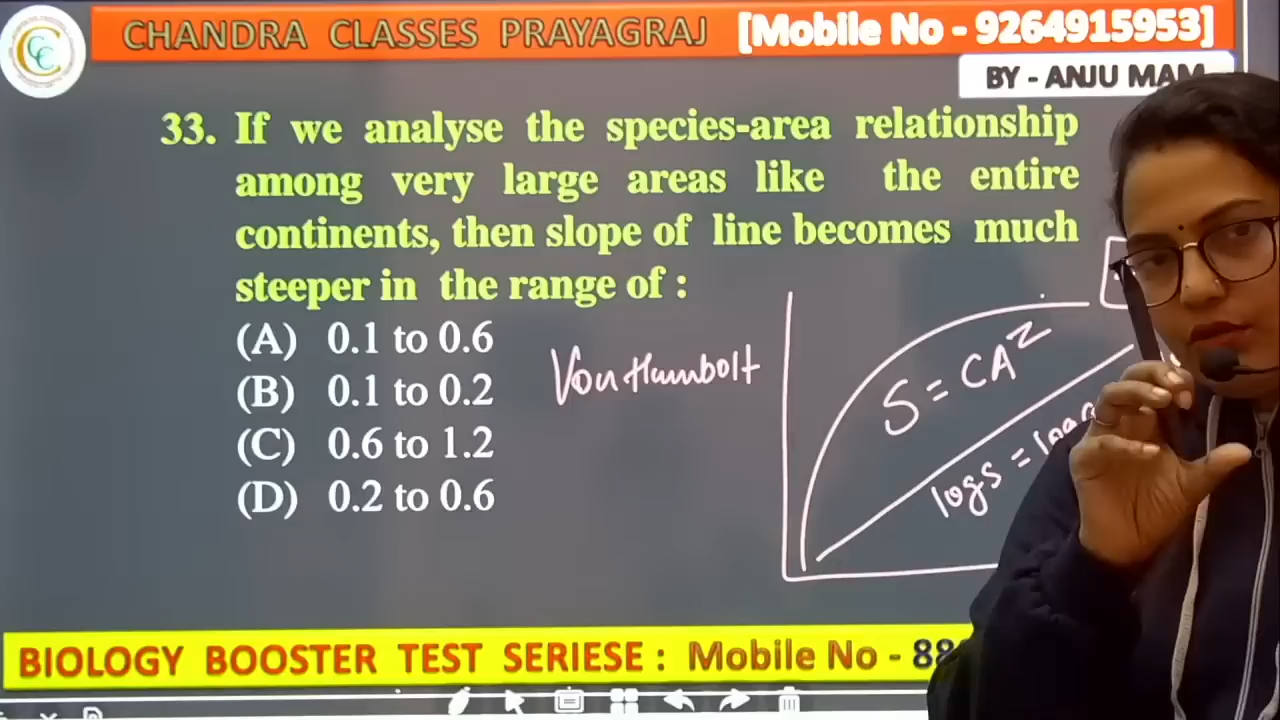 CHANDRA CLASSES PRAYAGRAJ [Mobile No - 9264915953]
CCC
BY - ANJU MAM
33. If we analyse the species-area relationship
among very large areas like the entire
continents, then slope of line becomes much
steeper in the range of :
(A) 0.1 to 0.6
(B) 0.1 to 0.2
(C) 0.6 to 1.2
(D) 0.2 to 0.6
Von Humbolt
S = CA^z
log S = log
BIOLOGY BOOSTER TEST SERIESE : Mobile No - 88